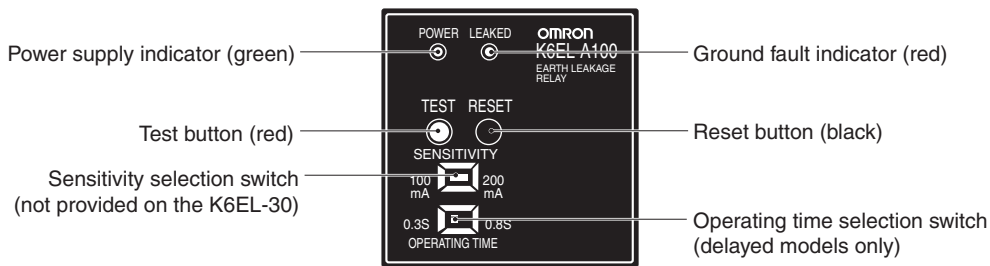 POWER LEAKED OMRON
K6EL A100
EARTH LEAKAGE
RELAY
Power supply indicator (green)
Ground fault indicator (red)
TEST RESET
Test button (red)
Reset button (black)
SENSITIVITY
Sensitivity selection switch
(not provided on the K6EL-30)
100
mA
200
mA
0.3S 0.8S
OPERATING TIME
Operating time selection switch
(delayed models only)